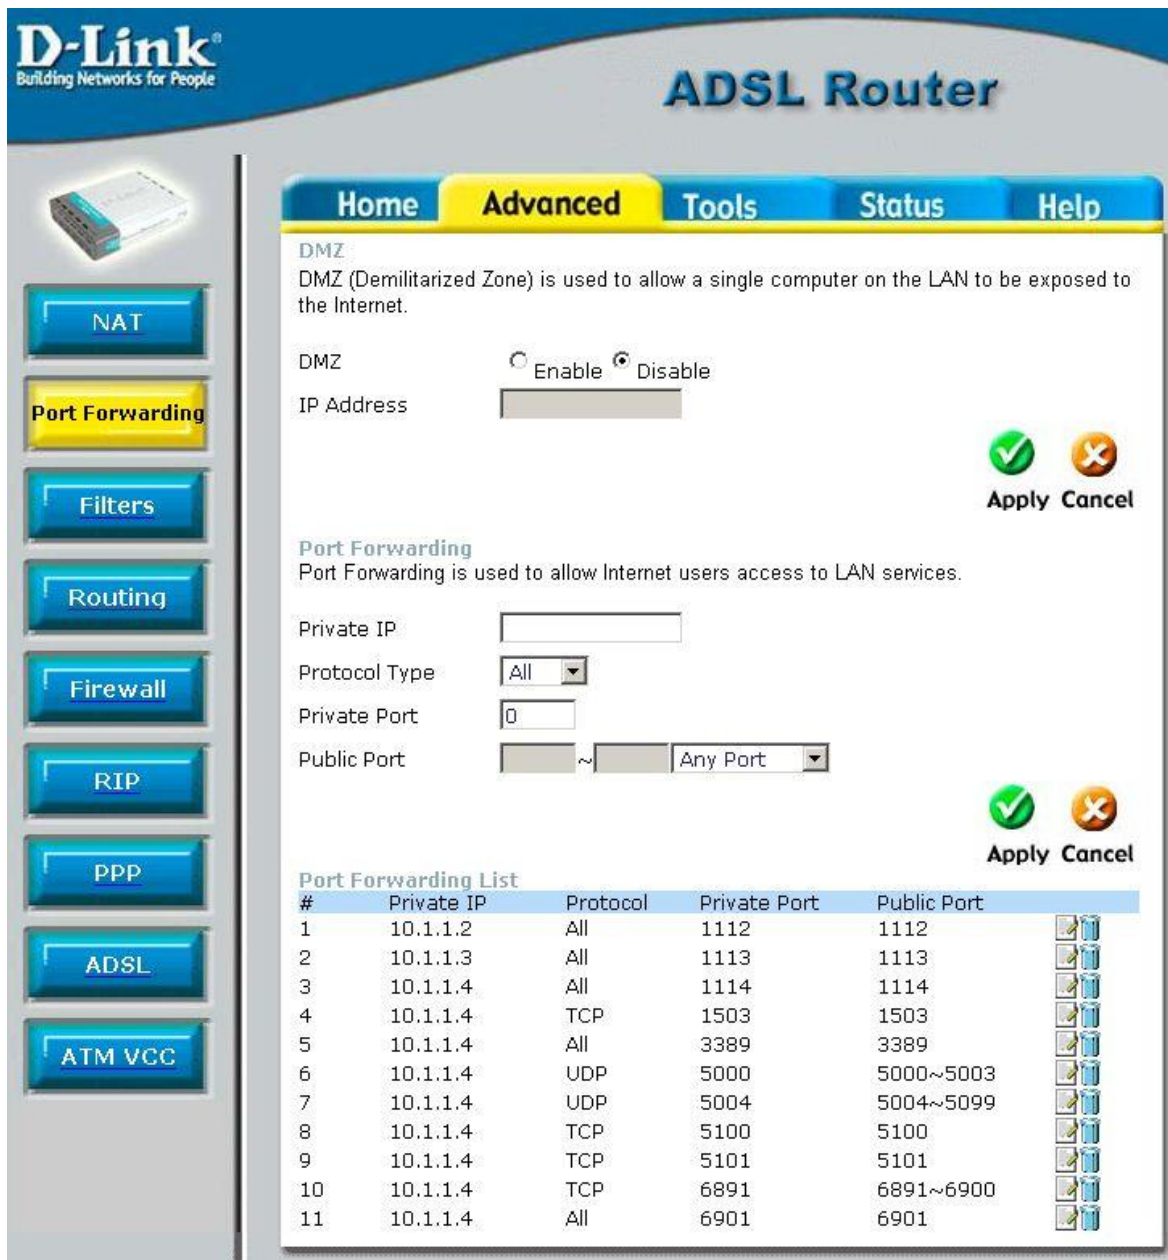 D-Link®
Building Networks for People
ADSL Router
Home Advanced Tools Status Help
NAT
Port Forwarding
Filters
Routing
Firewall
RIP
PPP
ADSL
ATM VCC
DMZ
DMZ (Demilitarized Zone) is used to allow a single computer on the LAN to be exposed to
the Internet.
DMZ Enable Disable
IP Address
Apply Cancel
Port Forwarding
Port Forwarding is used to allow Internet users access to LAN services.
Private IP
Protocol Type All
Private Port 0
Public Port ~ Any Port
Apply Cancel
Port Forwarding List
# Private IP Protocol Private Port Public Port
1 10.1.1.2 All 1112 1112
2 10.1.1.3 All 1113 1113
3 10.1.1.4 All 1114 1114
4 10.1.1.4 TCP 1503 1503
5 10.1.1.4 All 3389 3389
6 10.1.1.4 UDP 5000 5000~5003
7 10.1.1.4 UDP 5004 5004~5099
8 10.1.1.4 TCP 5100 5100
9 10.1.1.4 TCP 5101 5101
10 10.1.1.4 TCP 6891 6891~6900
11 10.1.1.4 All 6901 6901